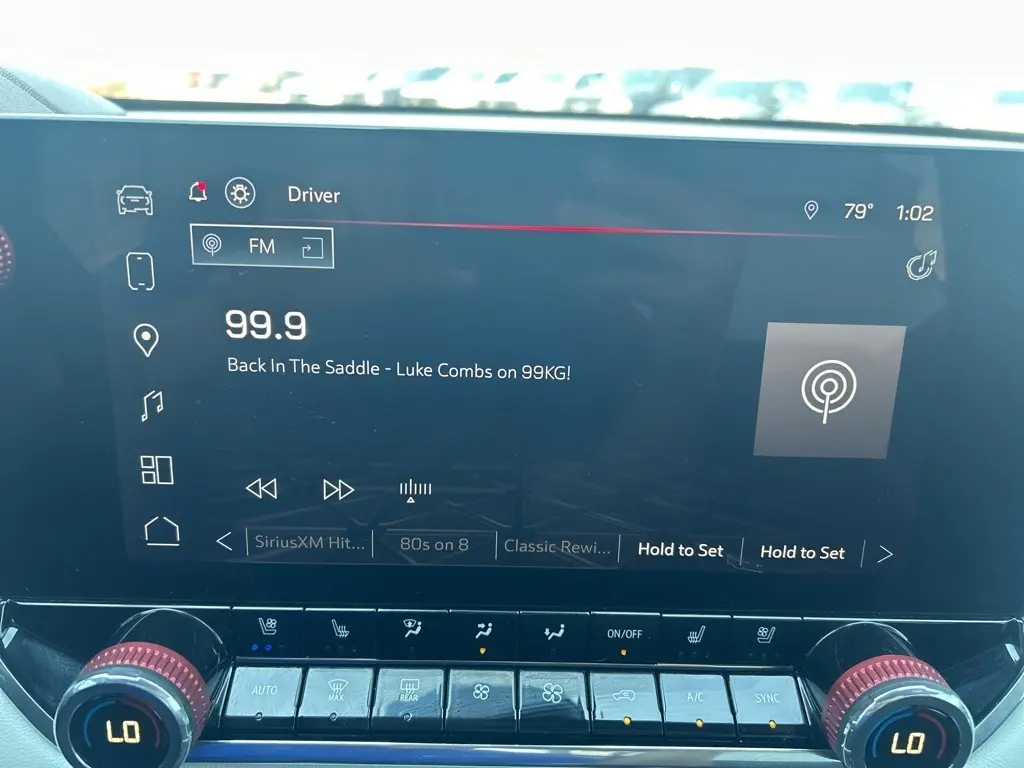 Driver
79° 1:02
FM
99.9
Back In The Saddle - Luke Combs on 99KG!
SiriusXM Hit... 80s on 8 Classic Rewi... Hold to Set Hold to Set
ON/OFF
AUTO MAX REAR A/C SYNC
LO LO